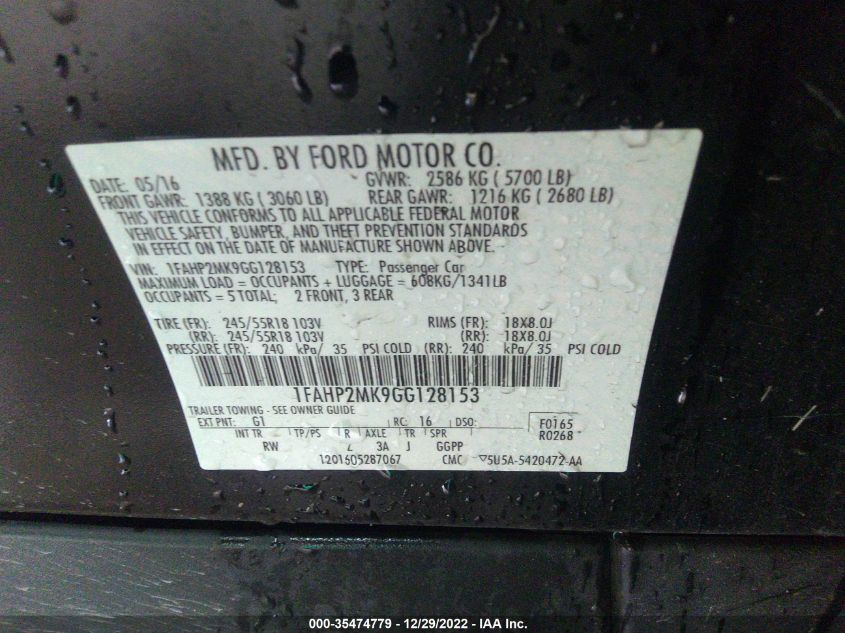 MFD. BY FORD MOTOR CO.
DATE: 05/16 GVWR: 2586 KG ( 5700 LB)
FRONT GAWR: 1388 KG ( 3060 LB) REAR GAWR: 1216 KG ( 2680 LB)
THIS VEHICLE CONFORMS TO ALL APPLICABLE FEDERAL MOTOR
VEHICLE SAFETY, BUMPER, AND THEFT PREVENTION STANDARDS
IN EFFECT ON THE DATE OF MANUFACTURE SHOWN ABOVE.
VIN: 1FAHP2MK9GG128153 TYPE: Passenger Car
MAXIMUM LOAD = OCCUPANTS + LUGGAGE = 608KG/1341LB
OCCUPANTS = 5 TOTAL; 2 FRONT, 3 REAR
TIRE (FR): 245/55R18 103V RIMS (FR): 18X8.0J
(RR): 245/55R18 103V (RR): 18X8.0J
PRESSURE (FR): 240 kPa/ 35 PSI COLD (RR): 240 kPa/ 35 PSI COLD
1FAHP2MK9GG128153
TRAILER TOWING - SEE OWNER GUIDE
EXT PNT: G1 RC: 16 DSO: F0165
INT TR TP/PS R AXLE TR SPR R0268
RW 3A J GGPP
1201605287067 CMC ▽5U5A-5420472-AA
000-35474779 - 12/29/2022 - IAA Inc.